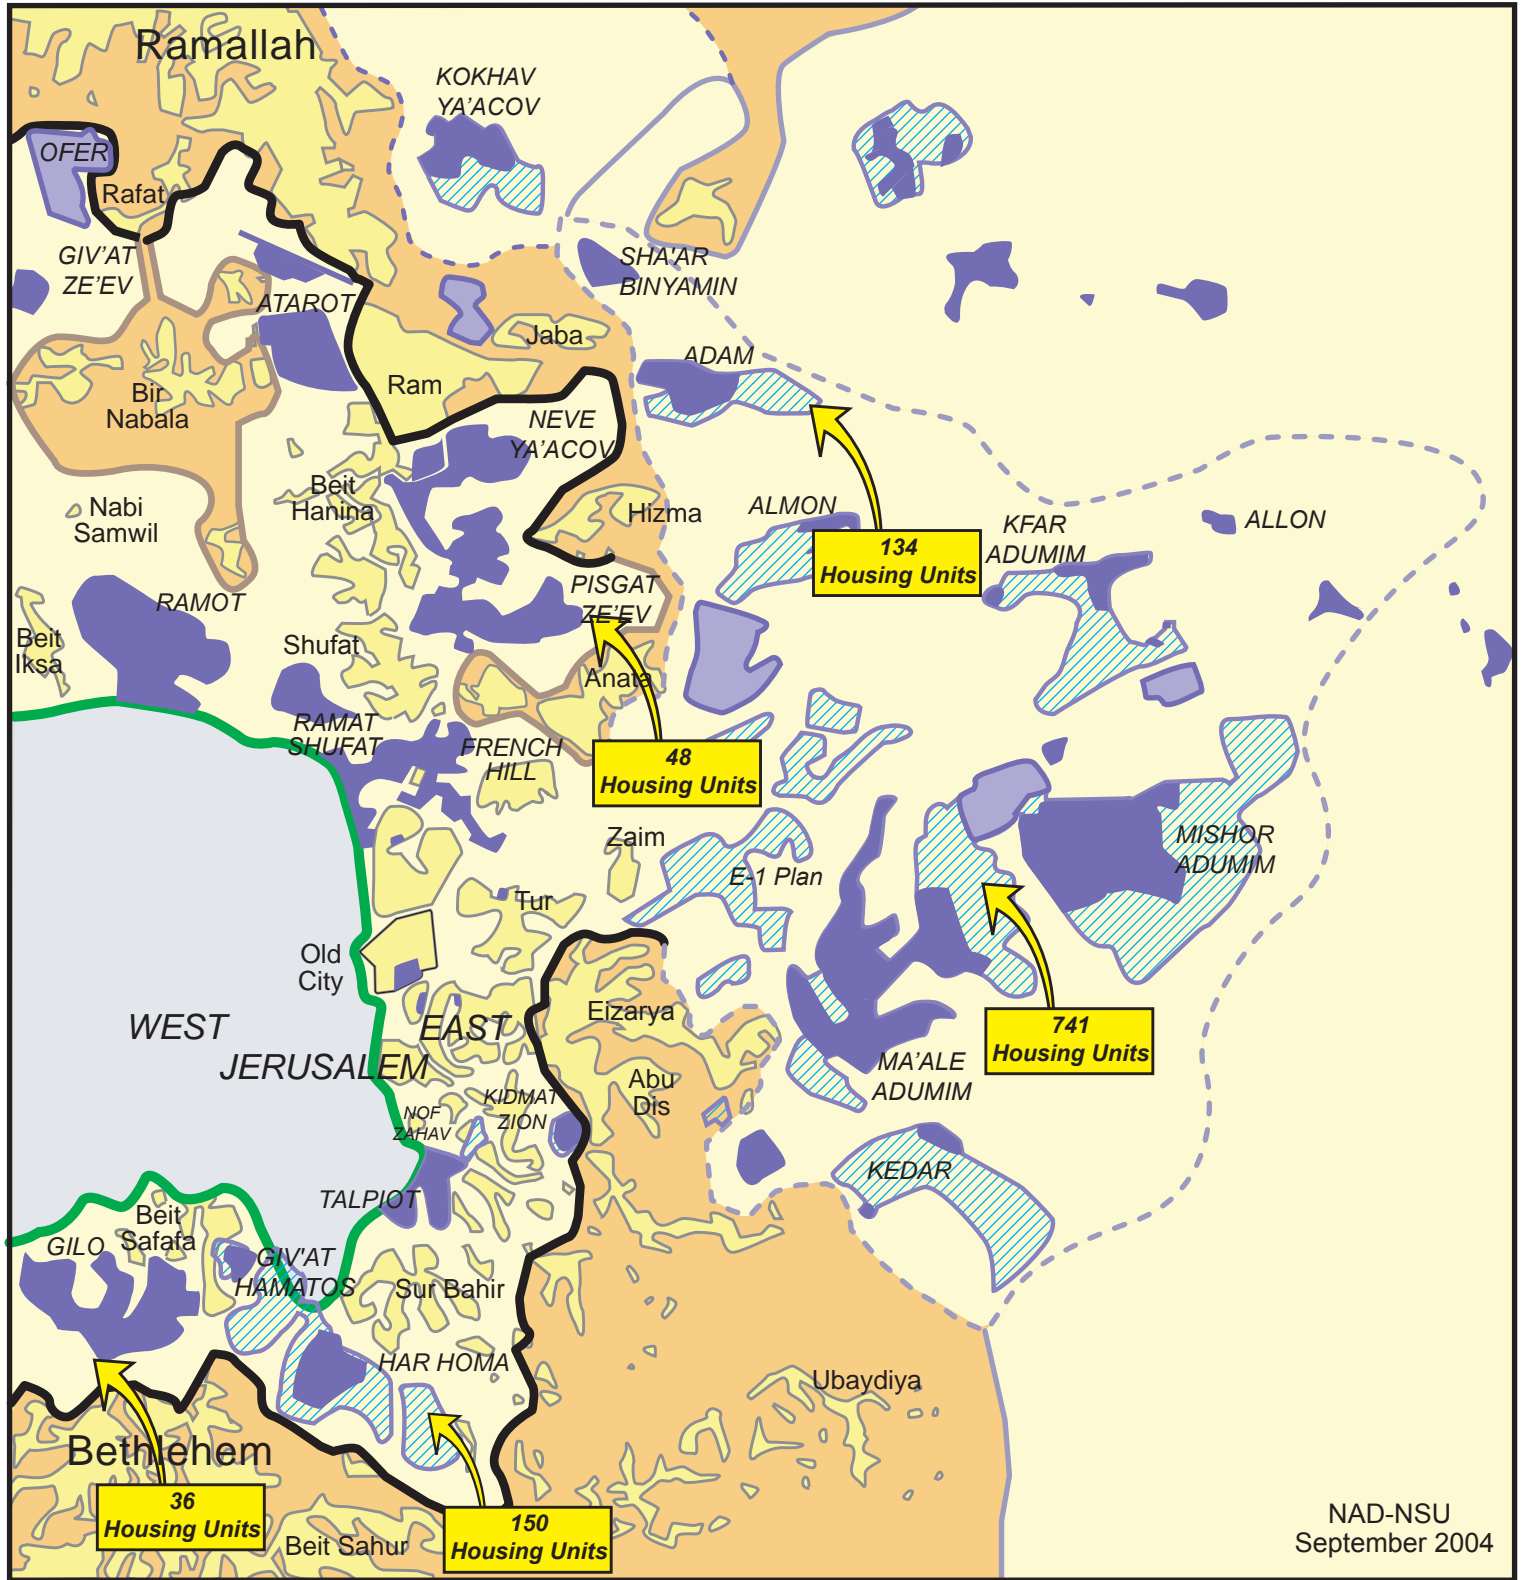 Ramallah
KOKHAV
YA'ACOV
OFER
Rafat
GIV'AT
ZE'EV
ATAROT
SHA'AR
BINYAMIN
Jaba
ADAM
Ram
Bir
Nabala
NEVE
YA'ACOV
Beit
Hanina
Nabi
Samwil
Hizma
ALMON
KFAR
ADUMIM
ALLON
134
Housing Units
PISGAT
ZE'EV
RAMOT
Beit
Iksa
Shufat
Anata
RAMAT
SHUFAT
FRENCH
HILL
48
Housing Units
Zaim
E-1 Plan
MISHOR
ADUMIM
Tur
Old
City
Eizarya
WEST
EAST
JERUSALEM
741
Housing Units
MA'ALE
ADUMIM
Abu
Dis
KIDMAT
ZION
NOF
ZAHAV
KEDAR
TALPIOT
Beit
Safafa
GILO
GIV'AT
HAMATOS
Sur Bahir
HAR HOMA
Ubaydiya
Bethlehem
36
Housing Units
150
Housing Units
Beit Sahur
NAD-NSU
September 2004